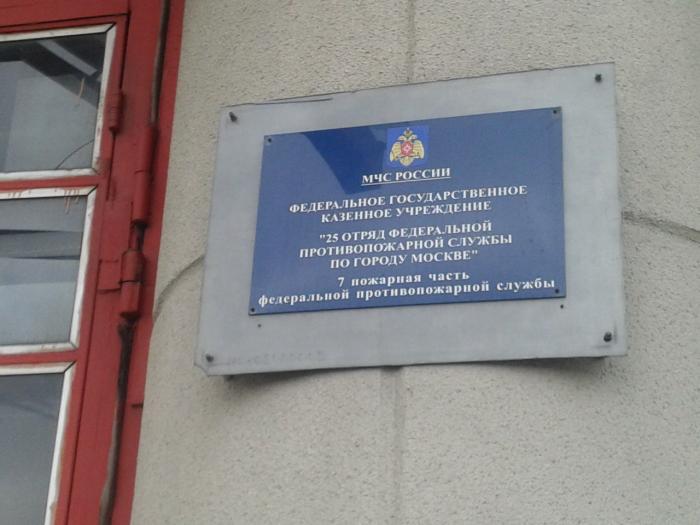 МЧС РОССИИ
ФЕДЕРАЛЬНОЕ ГОСУДАРСТВЕННОЕ
КАЗЕННОЕ УЧРЕЖДЕНИЕ
"25 ОТРЯД ФЕДЕРАЛЬНОЙ
ПРОТИВОПОЖАРНОЙ СЛУЖБЫ
ПО ГОРОДУ МОСКВЕ"
7 пожарная часть
федеральной противопожарной службы